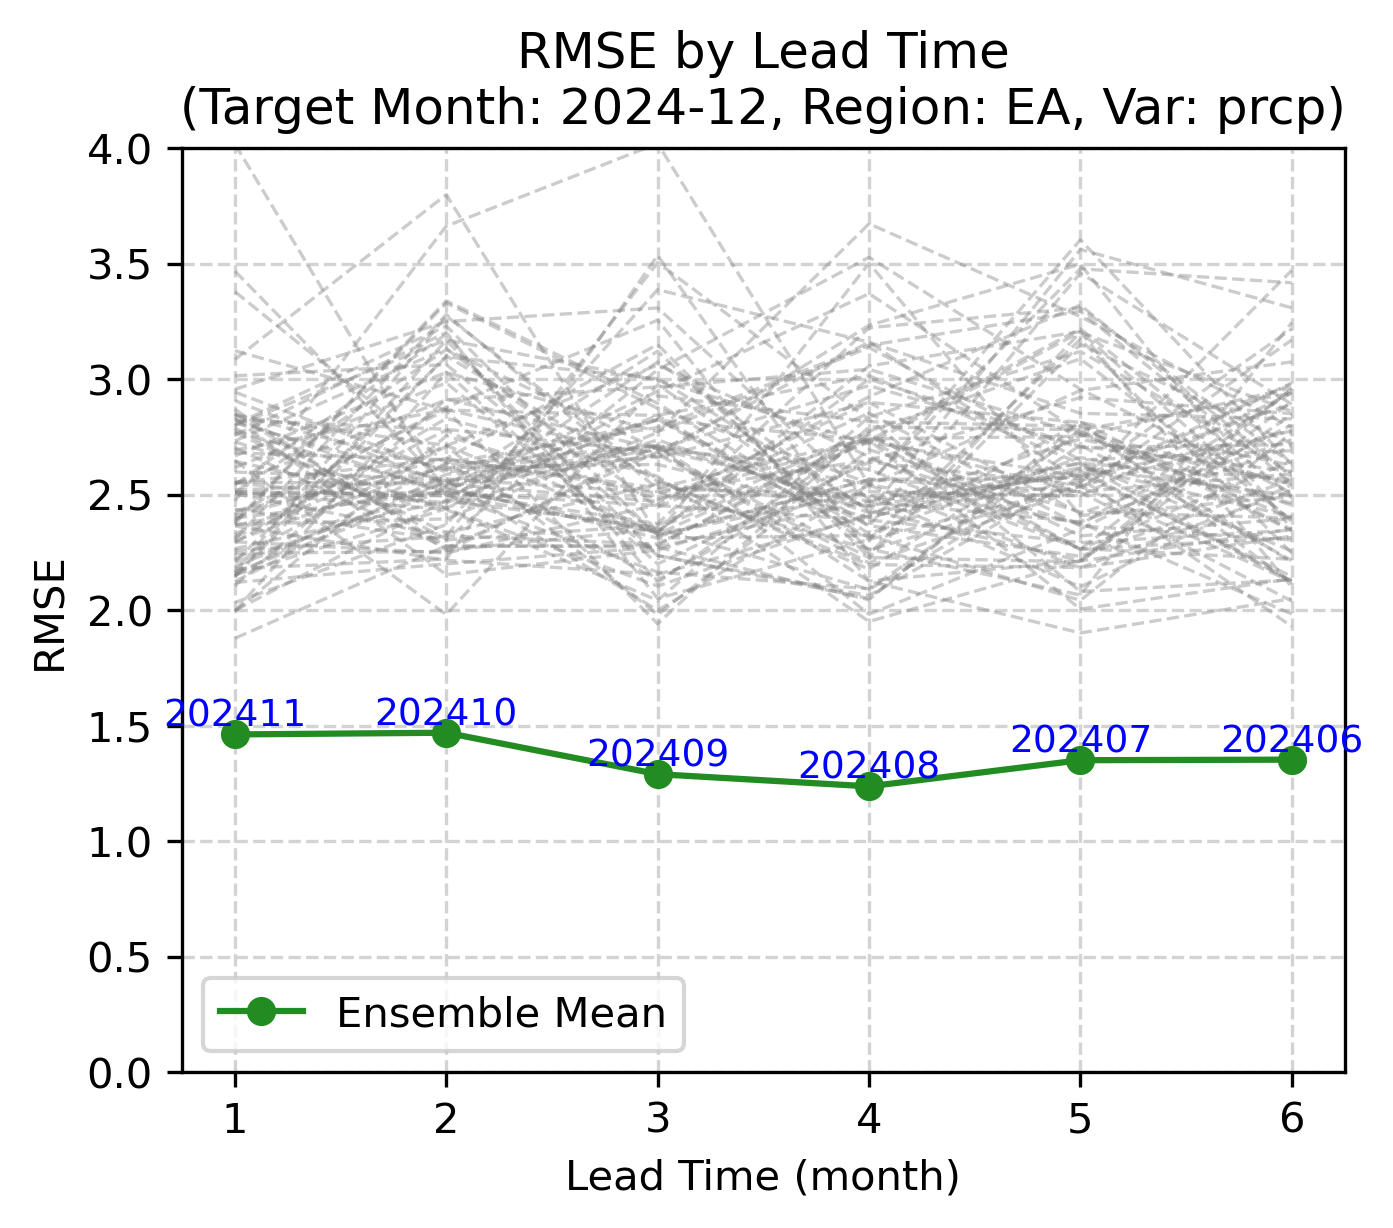 RMSE by Lead Time
(Target Month: 2024-12, Region: EA, Var: prcp)
4.0
3.5
3.0
2.5
2.0
1.5
1.0
0.5
0.0
RMSE
202411
202410
202409
202408
202407
202406
Ensemble Mean
1 2 3 4 5 6
Lead Time (month)